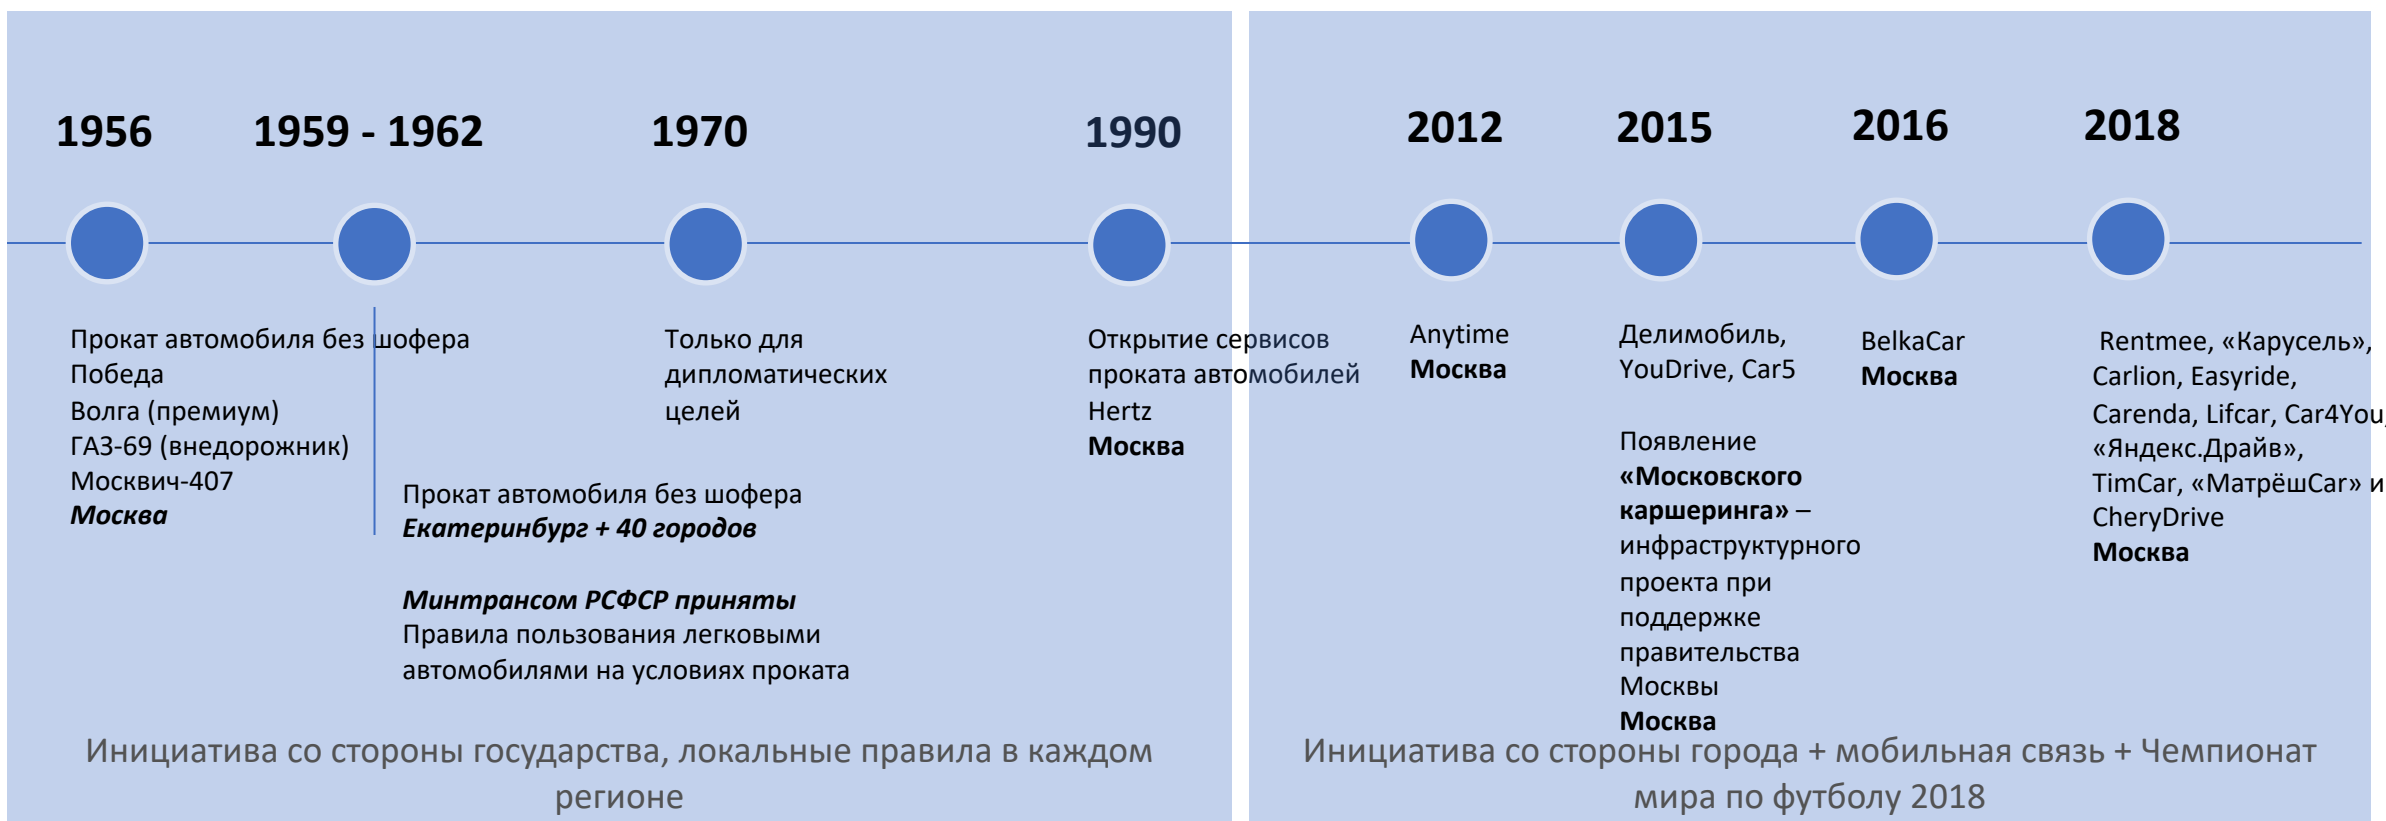 1956
Прокат автомобиля без шофера
Победа
Волга (премиум)
ГАЗ-69 (внедорожник)
Москвич-407
Москва
1959 - 1962
Прокат автомобиля без шофера
Екатеринбург + 40 городов
Минтрансом РСФСР приняты
Правила пользования легковыми
автомобилями на условиях проката
1970
Только для
дипломатических
целей
1990
Открытие сервисов
проката автомобилей
Hertz
Москва
Инициатива со стороны государства, локальные правила в каждом
регионе
2012
Anytime
Москва
2015
Делимобиль,
YouDrive, Car5
Появление
«Московского
каршеринга» –
инфраструктурного
проекта при
поддержке
правительства
Москвы
Москва
2016
BelkaCar
Москва
2018
Rentmee, «Карусель»,
Carlion, Easyride,
Carenda, Lifcar, Car4You,
«Яндекс.Драйв»,
TimCar, «МатрёшCar» и
CheryDrive
Москва
Инициатива со стороны города + мобильная связь + Чемпионат
мира по футболу 2018